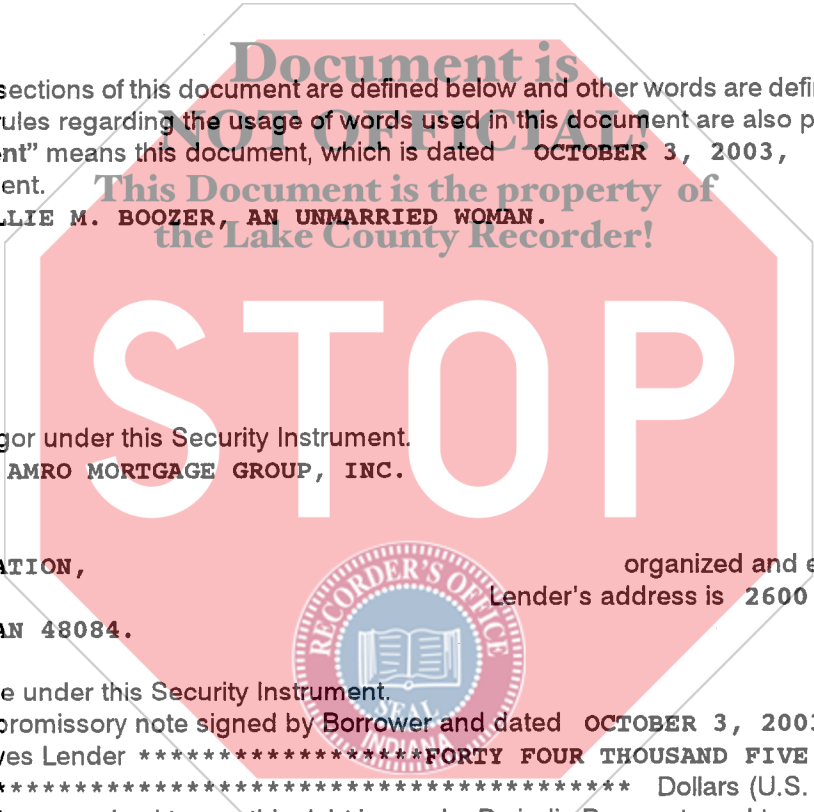 Document is
sections of this document are defined below and other words are defi
rules regarding the usage of words used in this document are also p
NOT OFFICIAL!
nt” means this document, which is dated OCTOBER 3, 2003,
ent.
This Document is the property of
LLIE M. BOOZER, AN UNMARRIED WOMAN.
the Lake County Recorder!
STOP
gor under this Security Instrument.
AMRO MORTGAGE GROUP, INC.
ATION, organized and e
Lender's address is 2600
AN 48084.
RECORDER'S OFFICE
SEAL
INDIANA
e under this Security Instrument.
promissory note signed by Borrower and dated OCTOBER 3, 2003
ves Lender ******************FORTY FOUR THOUSAND FIVE
**************************************** Dollars (U.S.